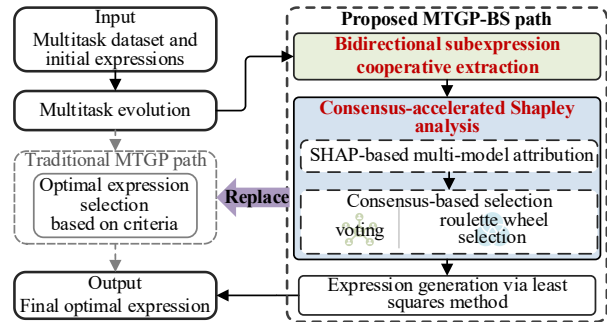 Input
Multitask dataset and
initial expressions
Multitask evolution
Traditional MTGP path
Optimal expression
selection
based on criteria
Output
Final optimal expression
Replace
Proposed MTGP-BS path
Bidirectional subexpression
cooperative extraction
Consensus-accelerated Shapley
analysis
SHAP-based multi-model attribution
Consensus-based selection
voting
roulette wheel
selection
Expression generation via least
squares method